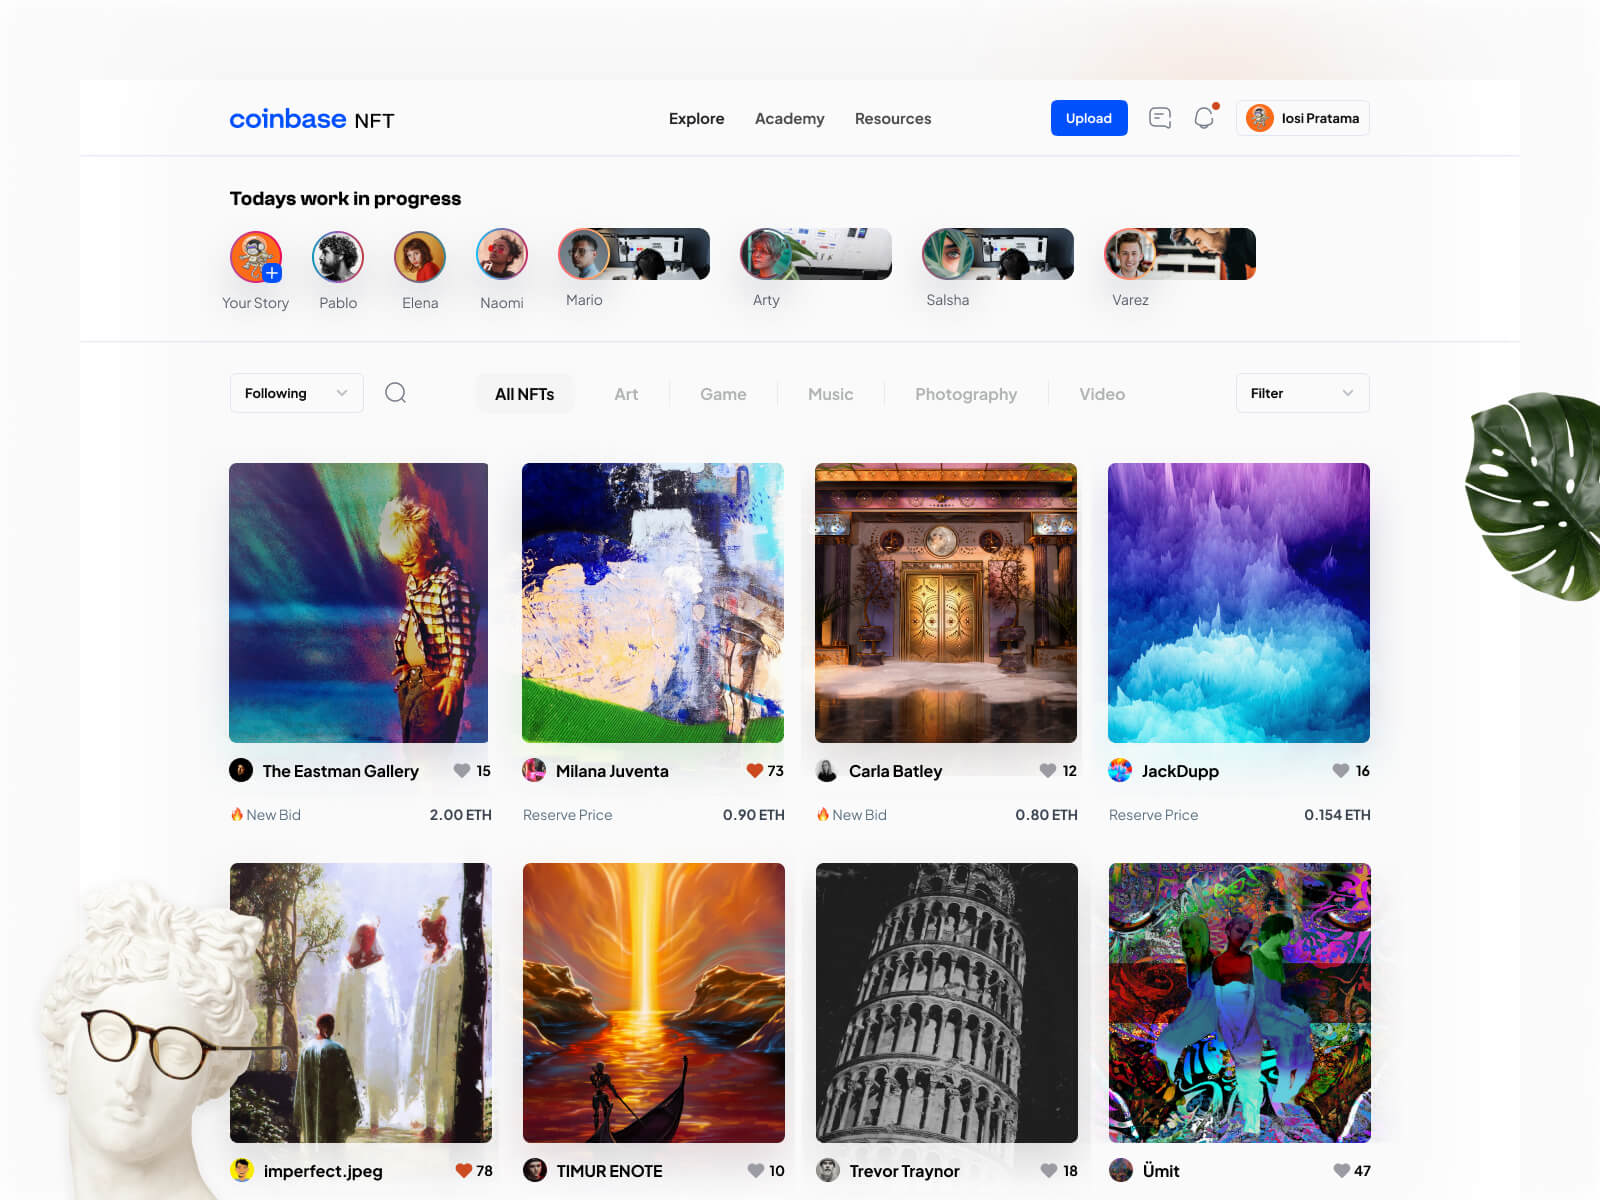 coinbase NFT
Explore Academy Resources
Upload
Iosi Pratama
Todays work in progress
Your Story Pablo Elena Naomi Mario Arty Salsha Varez
Following
All NFTs Art Game Music Photography Video
Filter
The Eastman Gallery 15
New Bid 2.00 ETH
Milana Juventa 73
Reserve Price 0.90 ETH
Carla Batley 12
New Bid 0.80 ETH
JackDupp 16
Reserve Price 0.154 ETH
imperfect.jpeg 78
TIMUR ENOTE 10
Trevor Traynor 18
Ümit 47